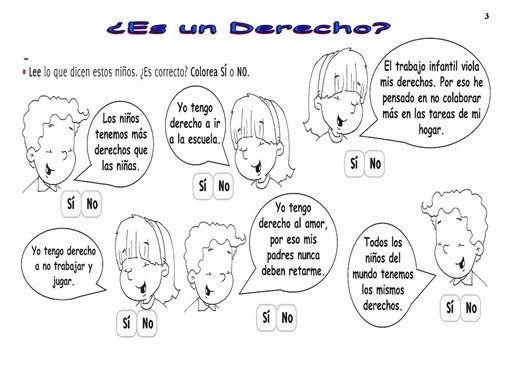 3
¿Es un Derecho?
• Lee lo que dicen estos niños. ¿Es correcto? Colorea SÍ o NO.
Los niños
tenemos más
derechos que
las niñas.
SÍ NO
Yo tengo
derecho a ir
a la escuela.
SÍ NO
El trabajo infantil viola
mis derechos. Por eso he
pensado en no colaborar
más en las tareas de mi
hogar.
SÍ NO
Yo tengo derecho
a no trabajar y
jugar.
SÍ NO
Yo tengo
derecho al amor,
por eso mis
padres nunca
deben retarme.
SÍ NO
Todos los
niños del
mundo tenemos
los mismos
derechos.
SÍ NO